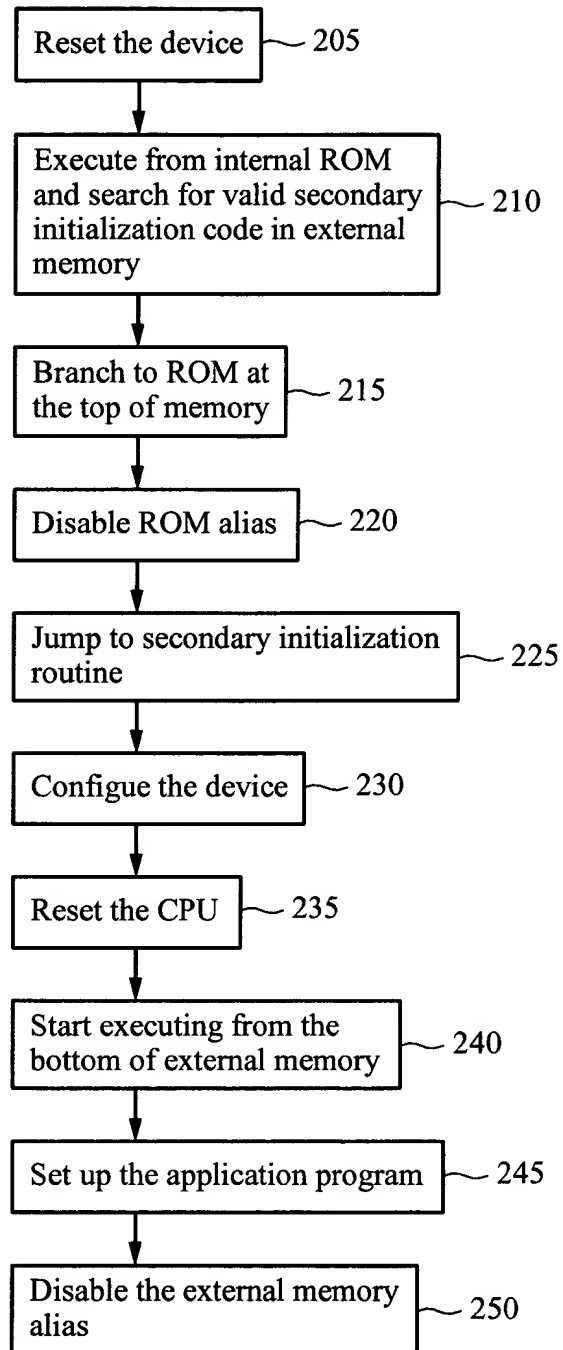 Reset the device
205
Execute from internal ROM
and search for valid secondary
initialization code in external
memory
210
Branch to ROM at
the top of memory
215
Disable ROM alias
220
Jump to secondary initialization
routine
225
Configue the device
230
Reset the CPU
235
Start executing from the
bottom of external memory
240
Set up the application program
245
Disable the external memory
alias
250